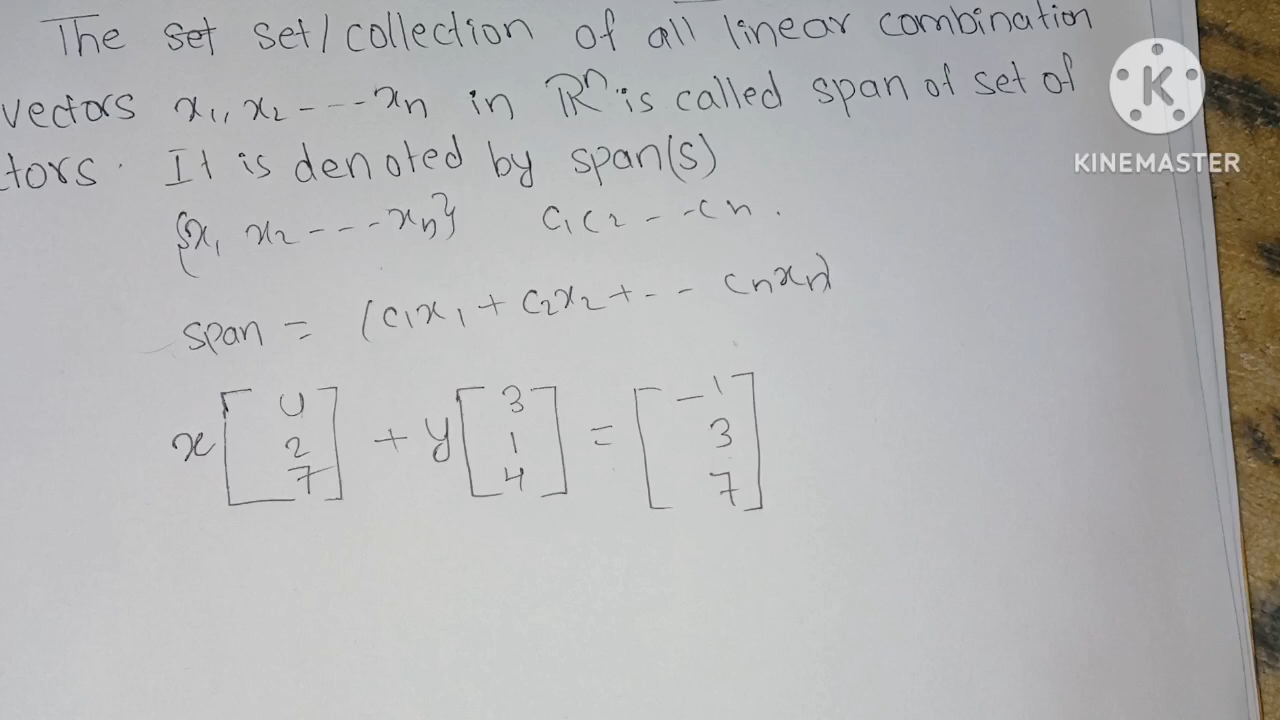 The set set/collection of all linear combination
vectors x₁, x₂ ----xₙ in ℝⁿ is called span of set of
tors. It is denoted by span(s)
{x₁ x₂ ----xₙ} c₁ c₂ --cₙ.
span = (c₁x₁ + c₂x₂ +-- cₙxₙ)
x [4 2 7] + y [3 1 4] = [-1 3 7]
K
KINEMASTER